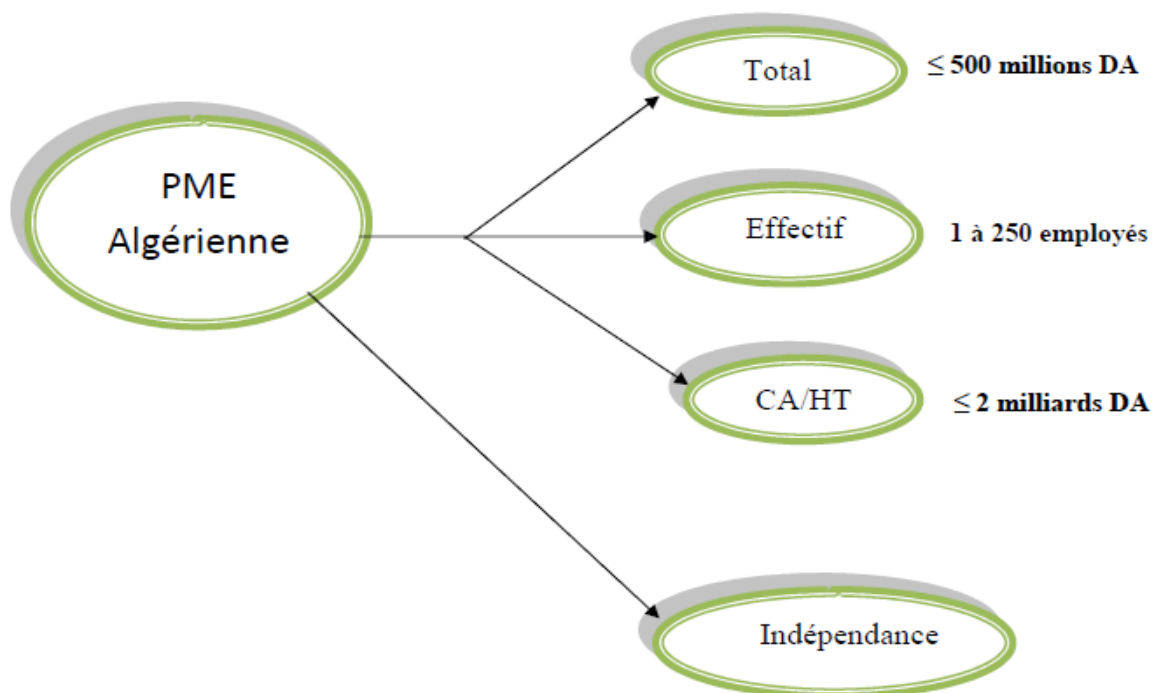 PME
Algérienne
Total
≤ 500 millions DA
Effectif
1 à 250 employés
CA/HT
≤ 2 milliards DA
Indépendance